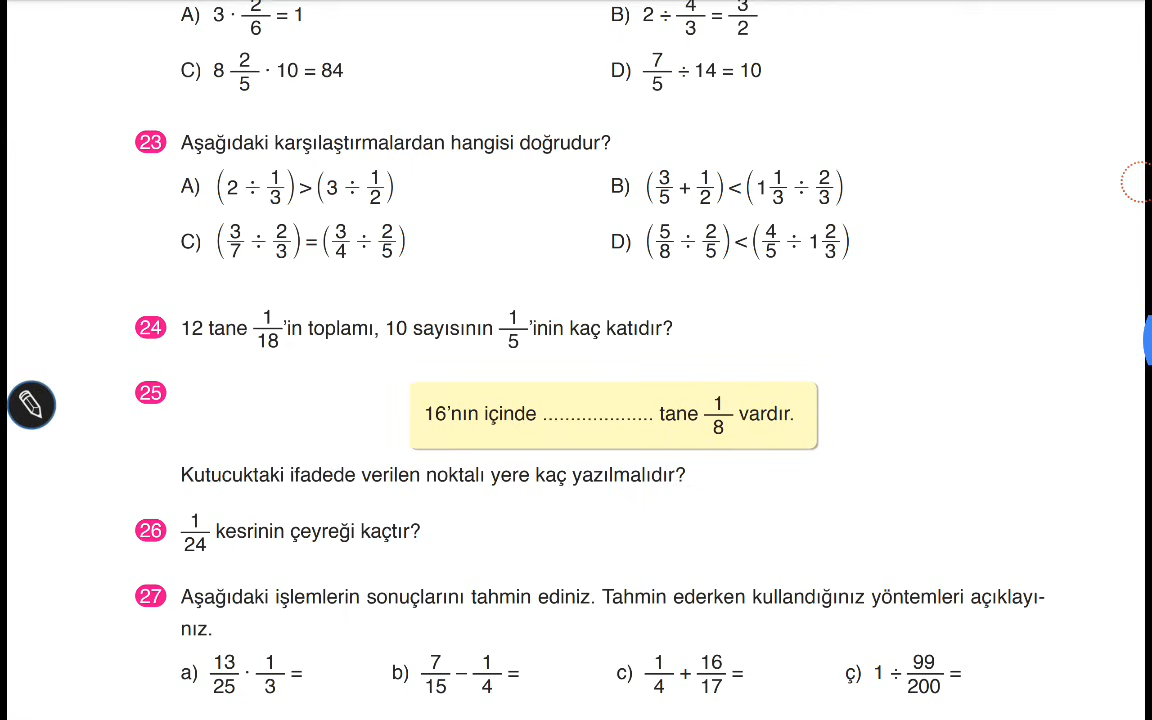 A) 3 · 2/6 = 1 B) 2 ÷ 4/3 = 3/2
C) 8 2/5 · 10 = 84 D) 7/5 ÷ 14 = 10
23 Aşağıdaki karşılaştırmalardan hangisi doğrudur?
A) (2 ÷ 1/3) > (3 ÷ 1/2) B) (3/5 + 1/2) < (1 1/3 ÷ 2/3)
C) (3/7 ÷ 2/3) = (3/4 ÷ 2/5) D) (5/8 ÷ 2/5) < (4/5 ÷ 1 2/3)
24 12 tane 1/18’in toplamı, 10 sayısının 1/5’inin kaç katıdır?
25
16’nın içinde ................... tane 1/8 vardır.
Kutucuktaki ifadede verilen noktalı yere kaç yazılmalıdır?
26 1/24 kesrinin çeyreği kaçtır?
27 Aşağıdaki işlemlerin sonuçlarını tahmin ediniz. Tahmin ederken kullandığınız yöntemleri açıklayı-
nız.
a) 13/25 · 1/3 = b) 7/15 − 1/4 = c) 1/4 + 16/17 = ç) 1 ÷ 99/200 =